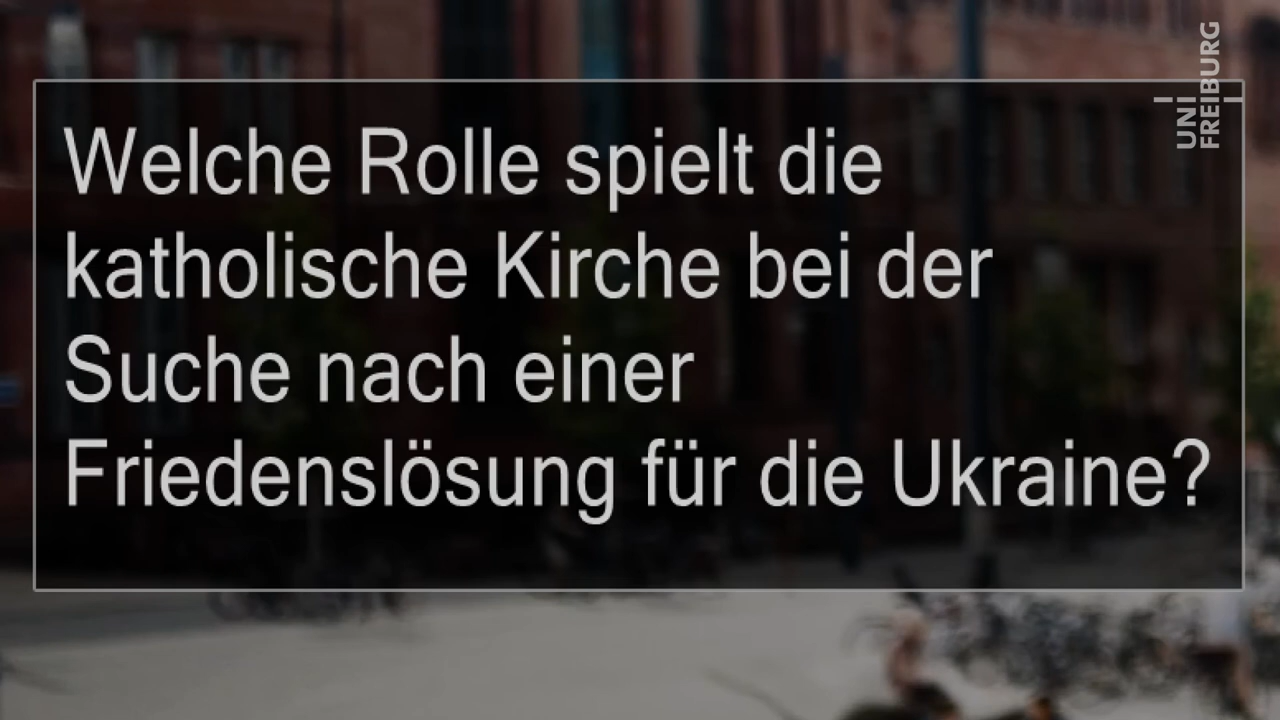 UNI
FREIBURG
Welche Rolle spielt die
katholische Kirche bei der
Suche nach einer
Friedenslösung für die Ukraine?